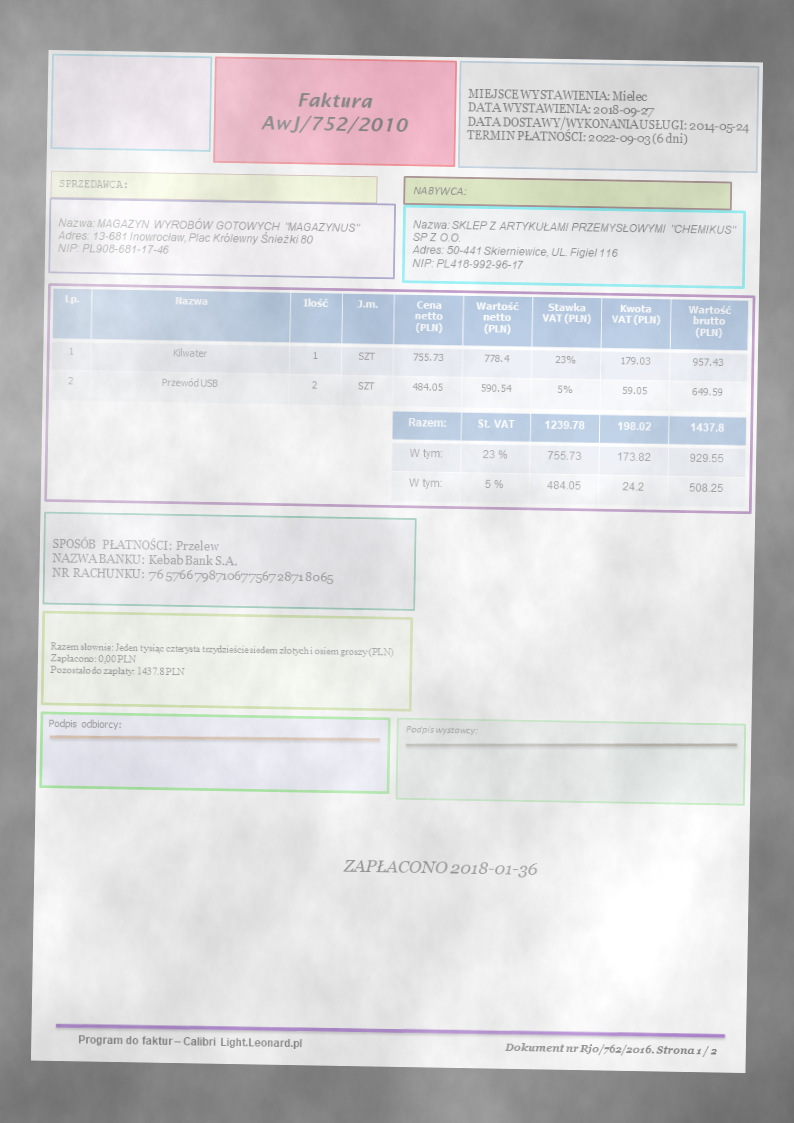 Faktura
AwJ/752/2010
MIEJSCE WYSTAWIENIA: Mielec
DATA WYSTAWIENIA: 2018-09-27
DATA DOSTAWY/WYKONANIA USŁUGI: 2014-05-24
TERMIN PŁATNOŚCI: 2022-09-03 (6 dni)
SPRZEDAWCA:
Nazwa: MAGAZYN WYROBÓW GOTOWYCH "MAGAZYNUS"
Adres: 13-681 Inowrocław, Plac Królewny Śnieżki 80
NIP: PL908-681-17-46
NABYWCA:
Nazwa: SKLEP Z ARTYKUŁAMI PRZEMYSŁOWYMI "CHEMIKUS"
SP Z O.O.
Adres: 50-441 Skierniewice, UL. Figiel 116
NIP: PL418-992-96-17
Lp. Nazwa Ilość J.m. Cena netto (PLN) Wartość netto (PLN) Stawka VAT (PLN) Kwota VAT (PLN) Wartość brutto (PLN)
1 Kilwater 1 SZT 755.73 778.4 23% 179.03 957.43
2 Przewód USB 2 SZT 484.05 590.54 5% 59.05 649.59
Razem: St. VAT 1239.78 198.02 1437.8
W tym: 23 % 755.73 173.82 929.55
W tym: 5 % 484.05 24.2 508.25
SPOSÓB PŁATNOŚCI: Przelew
NAZWA BANKU: Kebab Bank S.A.
NR RACHUNKU: 76 576679871067756728718065
Razem słownie: Jeden tysiąc czterysta trzydzieście siedem złotych i osiem groszy (PLN)
Zapłacono: 0,00 PLN
Pozostało do zapłaty: 1437.8 PLN
Podpis odbiorcy:
Podpis wystawcy:
ZAPŁACONO 2018-01-36
Program do faktur – Calibri Light.Leonard.pl
Dokument nr Rjo/762/2016. Strona 1 / 2